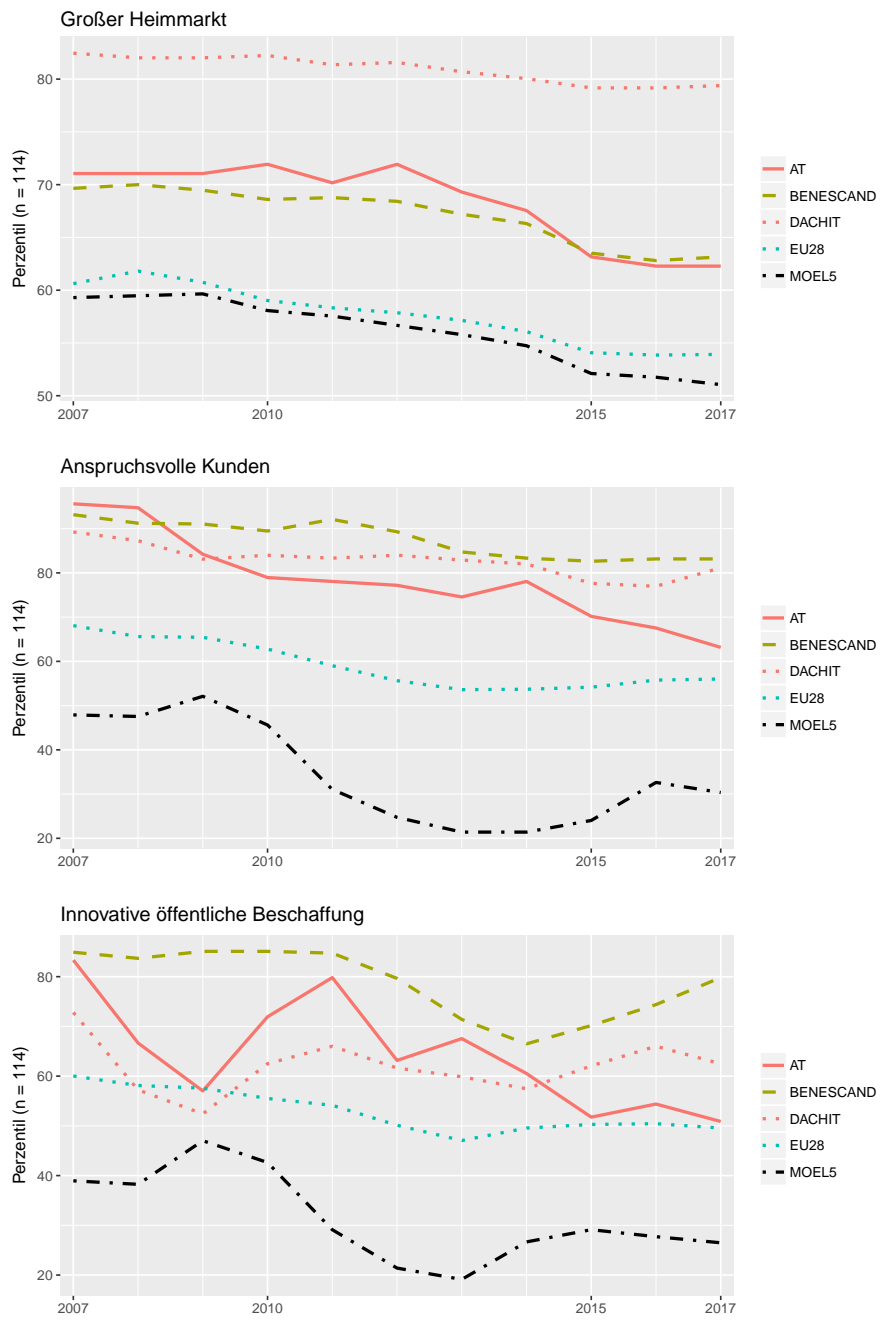 Großer Heimmarkt
Perzentil (n = 114)
80
70
60
50
2007
2010
2015
2017
AT
BENESCAND
DACHIT
EU28
MOEL5
Anspruchsvolle Kunden
Perzentil (n = 114)
80
60
40
20
2007
2010
2015
2017
AT
BENESCAND
DACHIT
EU28
MOEL5
Innovative öffentliche Beschaffung
Perzentil (n = 114)
80
60
40
20
2007
2010
2015
2017
AT
BENESCAND
DACHIT
EU28
MOEL5